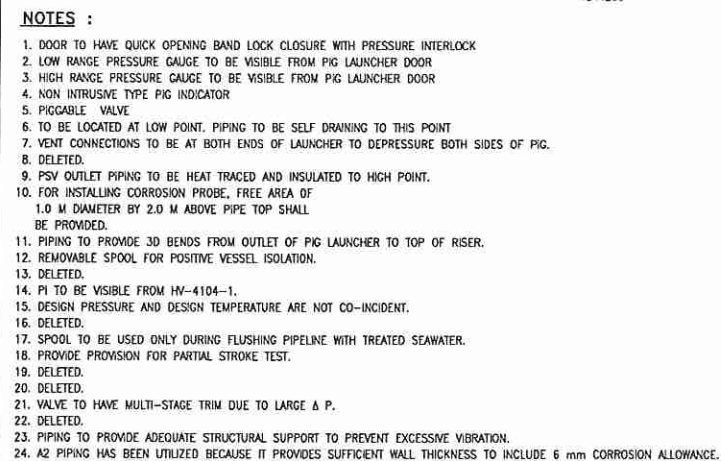 NOTES :
1. DOOR TO HAVE QUICK OPENING BAND LOCK CLOSURE WITH PRESSURE INTERLOCK
2. LOW RANGE PRESSURE GAUGE TO BE VISIBLE FROM PIG LAUNCHER DOOR
3. HIGH RANGE PRESSURE GAUGE TO BE VISIBLE FROM PIG LAUNCHER DOOR
4. NON INTRUSIVE TYPE PIG INDICATOR
5. PIGGABLE VALVE
6. TO BE LOCATED AT LOW POINT. PIPING TO BE SELF DRAINING TO THIS POINT
7. VENT CONNECTIONS TO BE AT BOTH ENDS OF LAUNCHER TO DEPRESSURE BOTH SIDES OF PIG.
8. DELETED.
9. PSV OUTLET PIPING TO BE HEAT TRACED AND INSULATED TO HIGH POINT.
10. FOR INSTALLING CORROSION PROBE, FREE AREA OF
1.0 M DIAMETER BY 2.0 M ABOVE PIPE TOP SHALL
BE PROVIDED.
11. PIPING TO PROVIDE 3D BENDS FROM OUTLET OF PIG LAUNCHER TO TOP OF RISER.
12. REMOVABLE SPOOL FOR POSITIVE VESSEL ISOLATION.
13. DELETED.
14. PI TO BE VISIBLE FROM HV-4104-1.
15. DESIGN PRESSURE AND DESIGN TEMPERATURE ARE NOT CO-INCIDENT.
16. DELETED.
17. SPOOL TO BE USED ONLY DURING FLUSHING PIPELINE WITH TREATED SEAWATER.
18. PROVIDE PROVISION FOR PARTIAL STROKE TEST.
19. DELETED.
20. DELETED.
21. VALVE TO HAVE MULTI-STAGE TRIM DUE TO LARGE Δ P.
22. DELETED.
23. PIPING TO PROVIDE ADEQUATE STRUCTURAL SUPPORT TO PREVENT EXCESSIVE VIBRATION.
24. A2 PIPING HAS BEEN UTILIZED BECAUSE IT PROVIDES SUFFICIENT WALL THICKNESS TO INCLUDE 6 mm CORROSION ALLOWANCE.